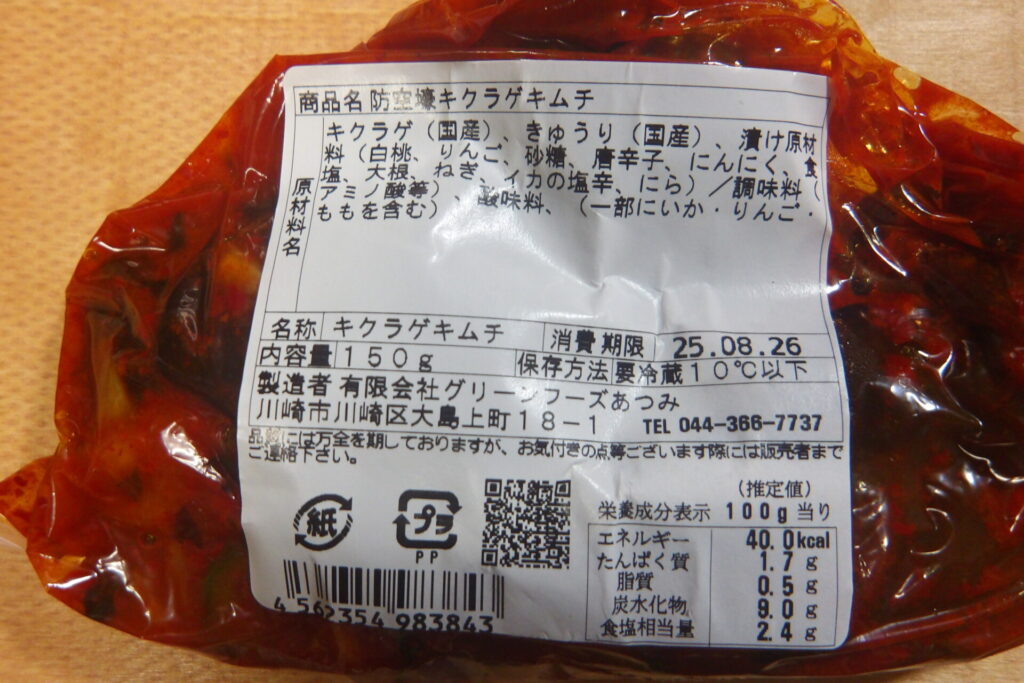 商品名 防空壕キクラゲキムチ
原材料名
キクラゲ（国産）、きゅうり（国産）、漬け原材
料（白桃、りんご、砂糖、唐辛子、にんにく、食
塩、大根、ねぎ、イカの塩辛、にら）／調味料（
アミノ酸等）、酸味料、（一部にいか・りんご・
ももを含む）
名称 キクラゲキムチ 消費期限 25.08.26
内容量 150g 保存方法 要冷蔵10℃以下
製造者 有限会社グリーンフーズあつみ
川崎市川崎区大島上町18-1 TEL 044-366-7737
品質には万全を期しておりますが、お気付きの点等ございます際には販売者まで
ご連絡下さい。
紙
プラ
PP
（推定値）
栄養成分表示 100g当り
エネルギー 40.0kcal
たんぱく質 1.7g
脂質 0.5g
炭水化物 9.0g
食塩相当量 2.4g
4 562354 983843